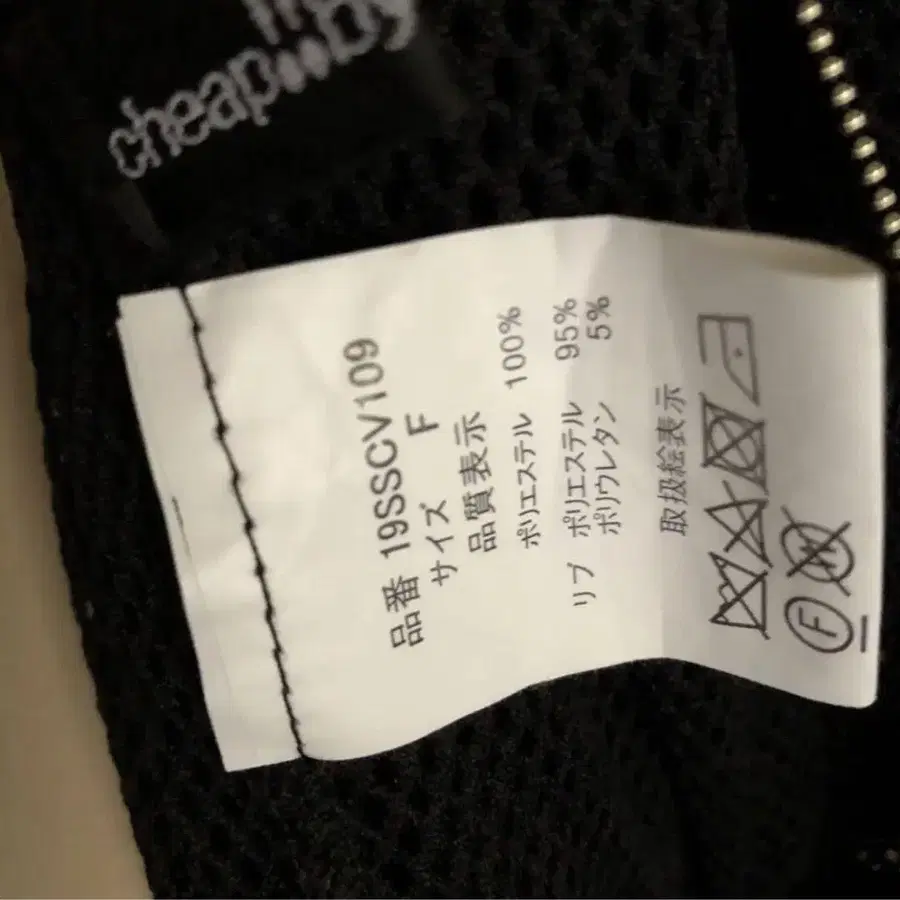 cheap
品番 19SSCV109
サイズ F
品質表示
ポリエステル 100%
リブ ポリエステル 95%
ポリウレタン 5%
取扱絵表示
F W